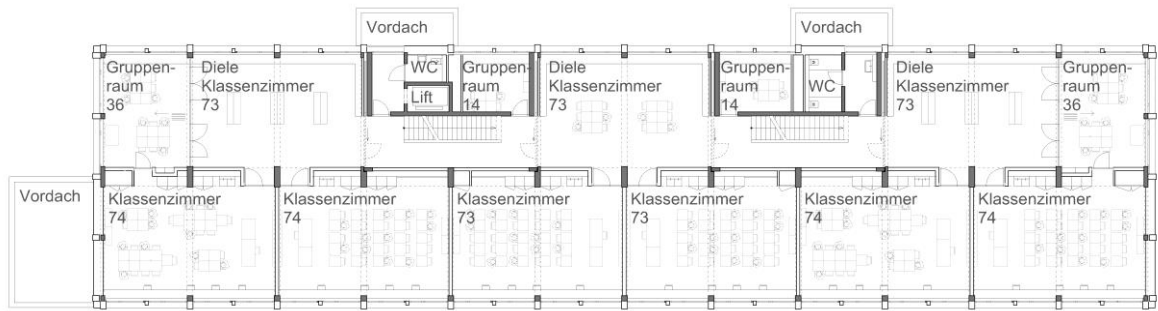 Vordach
Vordach
Gruppen-
raum
36
Diele
Klassenzimmer
73
WC
Lift
Gruppen-
raum
14
Diele
Klassenzimmer
73
Gruppen-
raum
14
WC
Diele
Klassenzimmer
73
Gruppen-
raum
36
Vordach
Klassenzimmer
74
Klassenzimmer
74
Klassenzimmer
73
Klassenzimmer
73
Klassenzimmer
74
Klassenzimmer
74